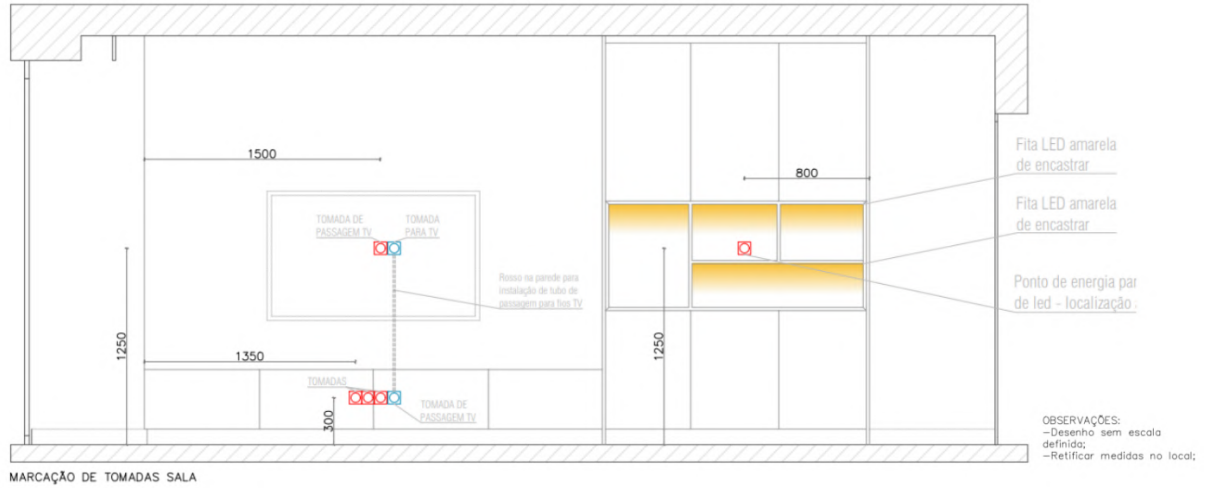 Fita LED amarela
de encastrar
1500
800
Fita LED amarela
de encastrar
TOMADA DE
PASSAGEM TV
TOMADA
PARA TV
Rosso na parede para
instalação de tubo de
passagem para fios TV
Ponto de energia par
de led - localização
1250
1350
1250
TOMADAS
TOMADA DE
PASSAGEM TV
300
OBSERVAÇÕES:
-Desenho sem escala
definida;
-Retificar medidas no local;
MARCAÇÃO DE TOMADAS SALA